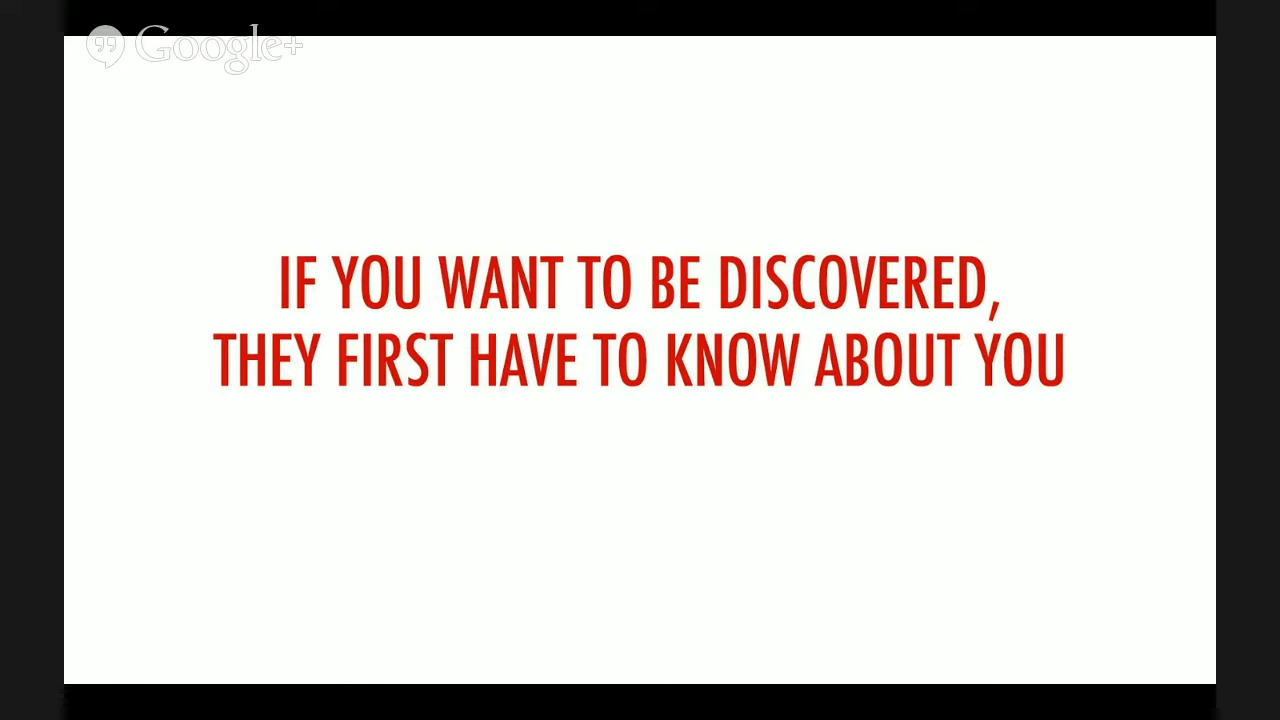 Google+
IF YOU WANT TO BE DISCOVERED,
THEY FIRST HAVE TO KNOW ABOUT YOU